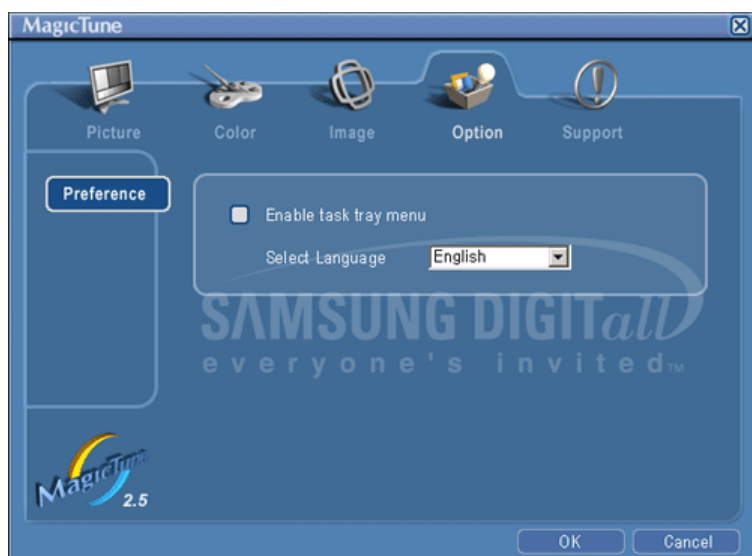 MagicTune
Picture Color Image Option Support
Preference
Enable task tray menu
Select Language English
SAMSUNG DIGITall
everyone's invited™
MagicTune
2.5
OK Cancel